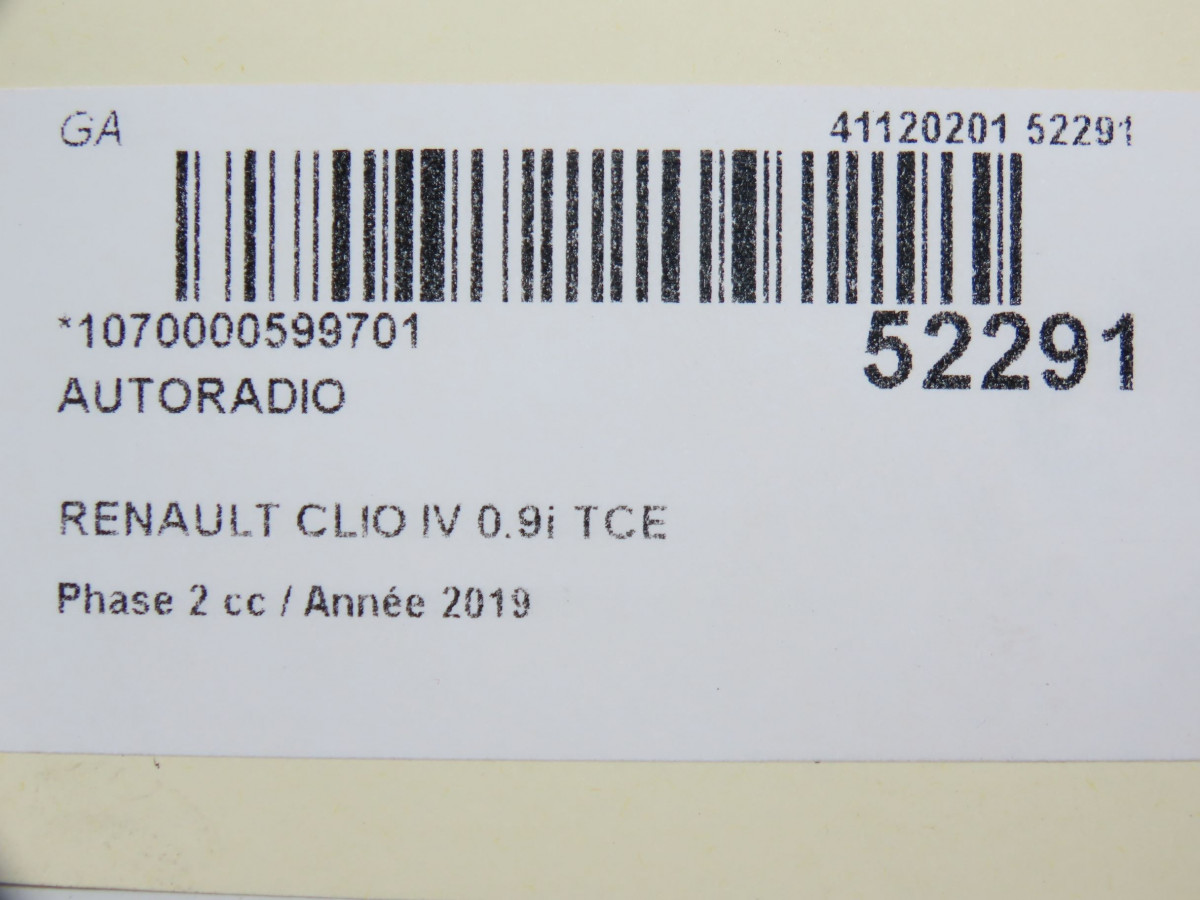 GA
41120201 52291
*1070000599701
52291
AUTORADIO
RENAULT CLIO IV 0.9i TCE
Phase 2 cc / Année 2019